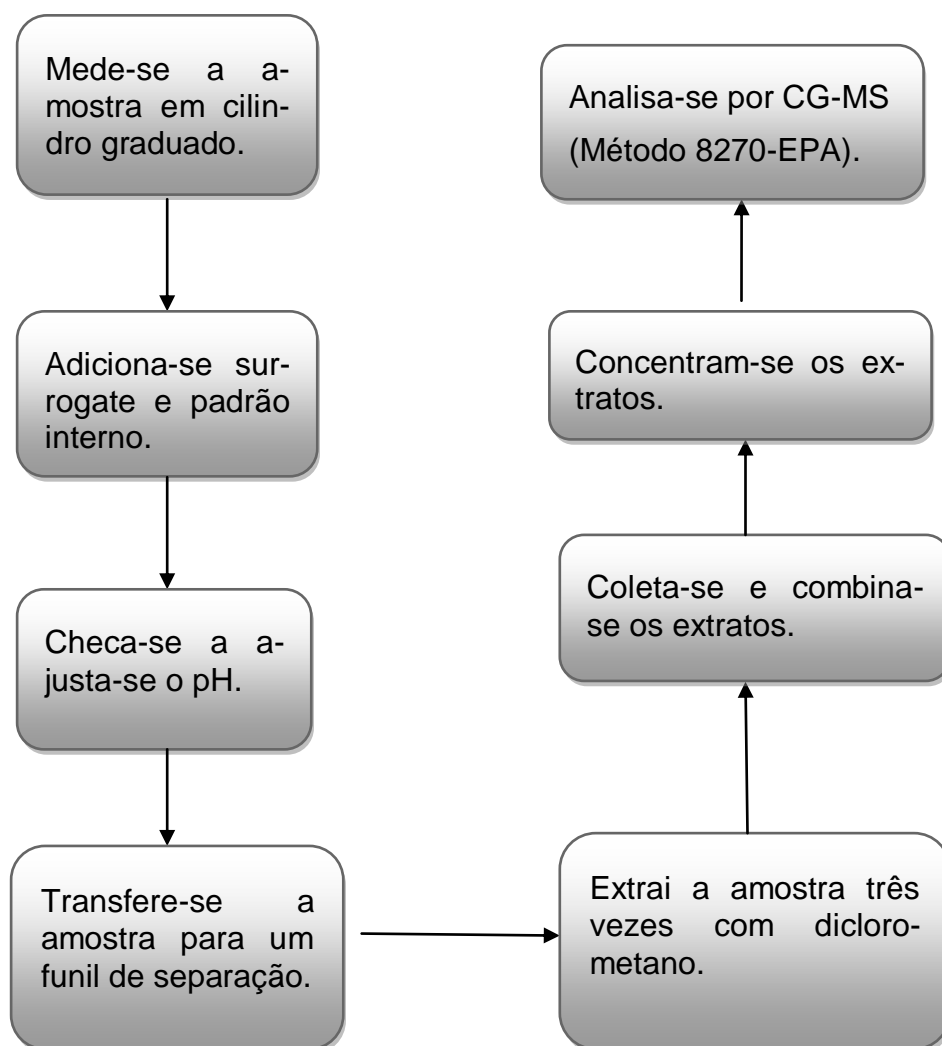 Mede-se a a-
mostra em cilin-
dro graduado.
Adiciona-se sur-
rogate e padrão
interno.
Checa-se a a-
justa-se o pH.
Transfere-se a
amostra para um
funil de separação.
Extrai a amostra três
vezes com dicloro-
metano.
Coleta-se e combina-
se os extratos.
Concentram-se os ex-
tratos.
Analisa-se por CG-MS
(Método 8270-EPA).